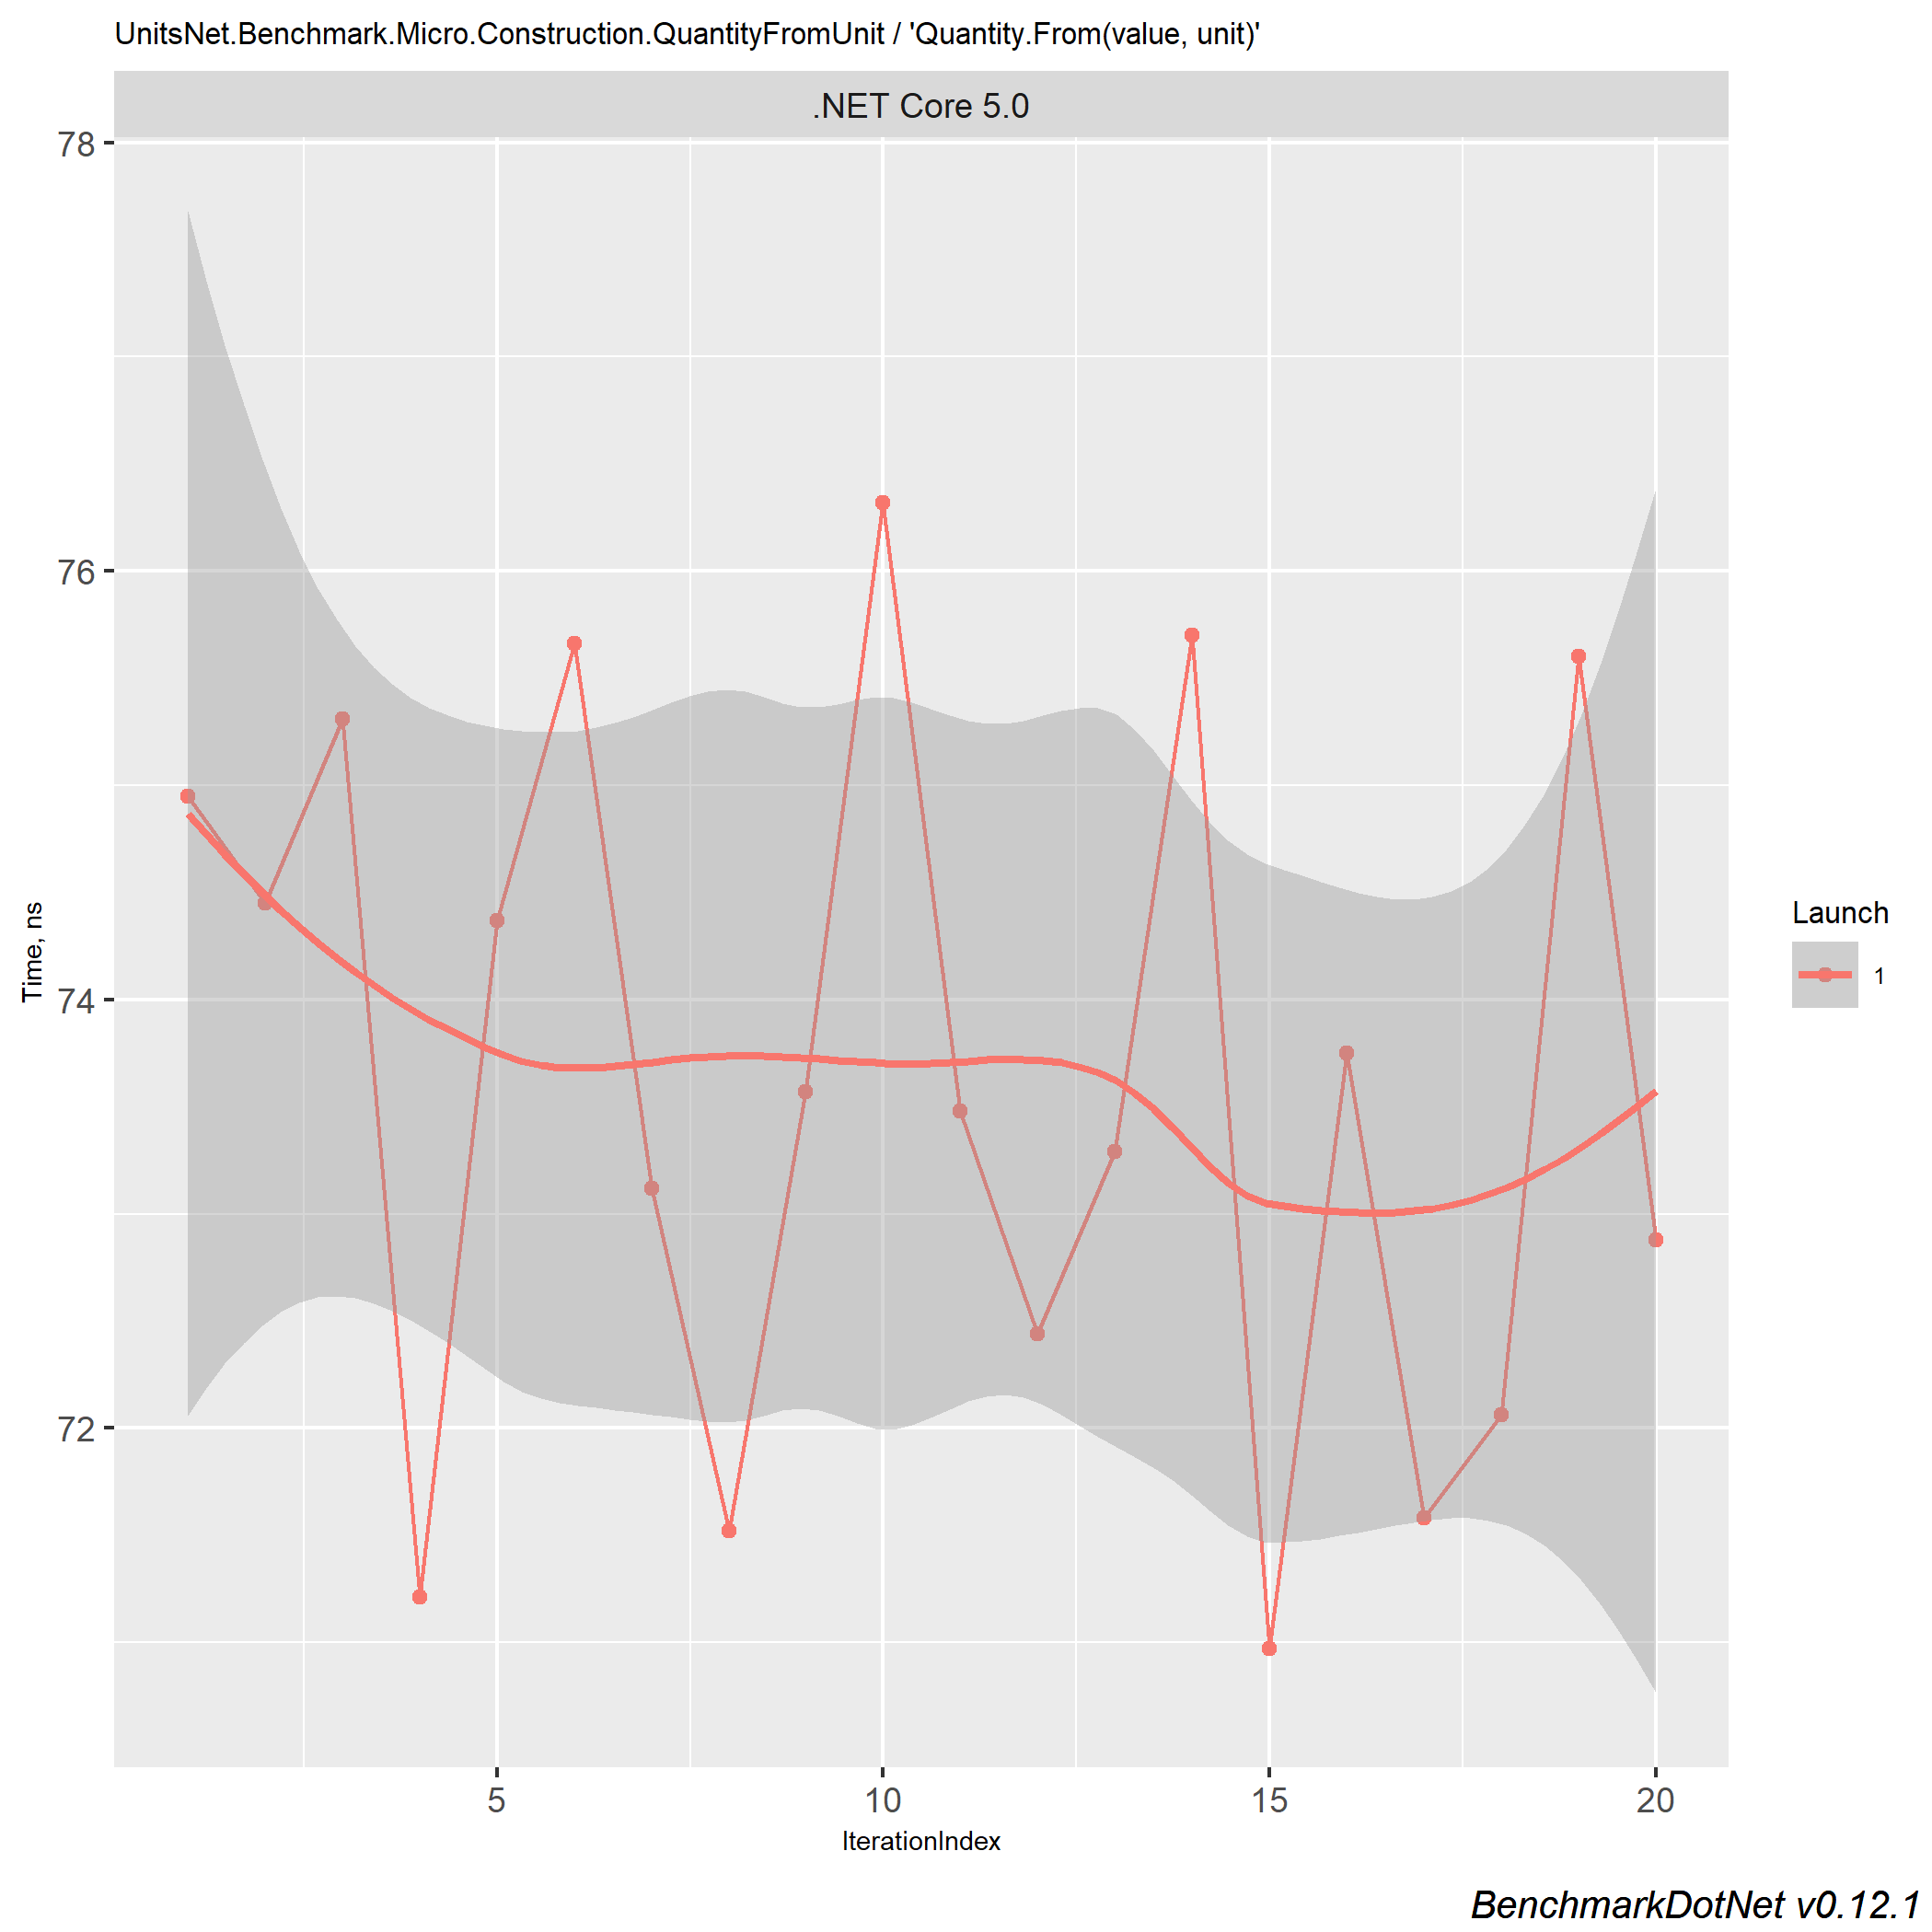 UnitsNet.Benchmark.Micro.Construction.QuantityFromUnit / 'Quantity.From(value, unit)'
.NET Core 5.0
78
76
74
72
Time, ns
5 10 15 20
IterationIndex
Launch
1
BenchmarkDotNet v0.12.1